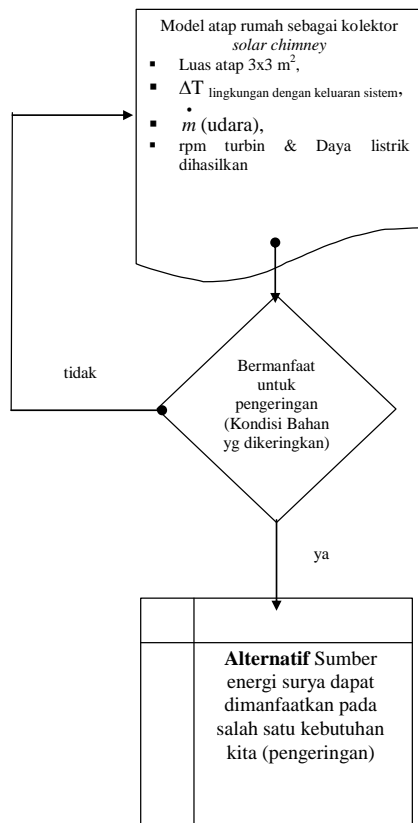 Model atap rumah sebagai kolektor
solar chimney
▪ Luas atap 3x3 m²,
▪ ΔT lingkungan dengan keluaran sistem,
▪ ṁ (udara),
▪ rpm turbin & Daya listrik
dihasilkan
tidak
Bermanfaat
untuk
pengeringan
(Kondisi Bahan
yg dikeringkan)
ya
Alternatif Sumber
energi surya dapat
dimanfaatkan pada
salah satu kebutuhan
kita (pengeringan)